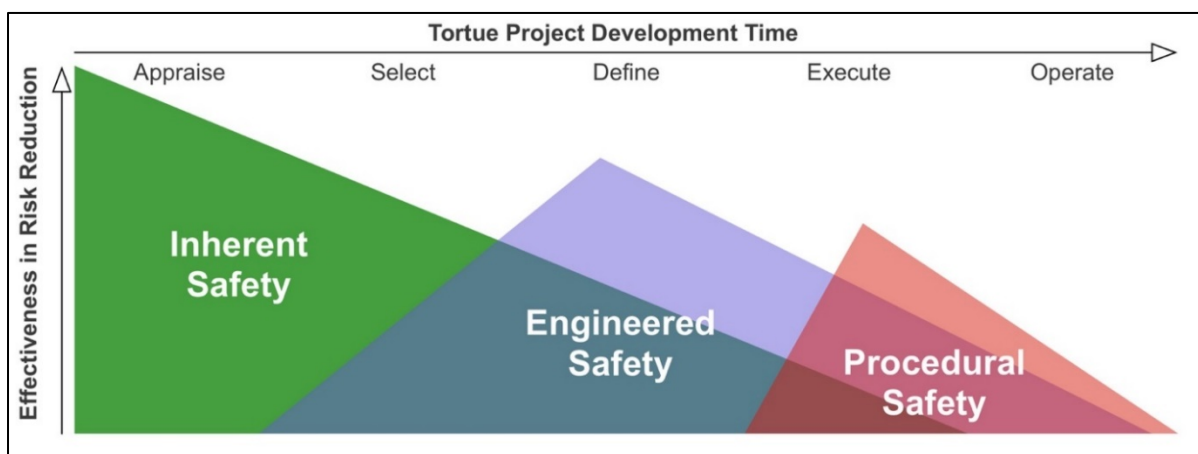 Tortue Project Development Time
Appraise Select Define Execute Operate
Effectiveness in Risk Reduction
Inherent
Safety
Engineered
Safety
Procedural
Safety